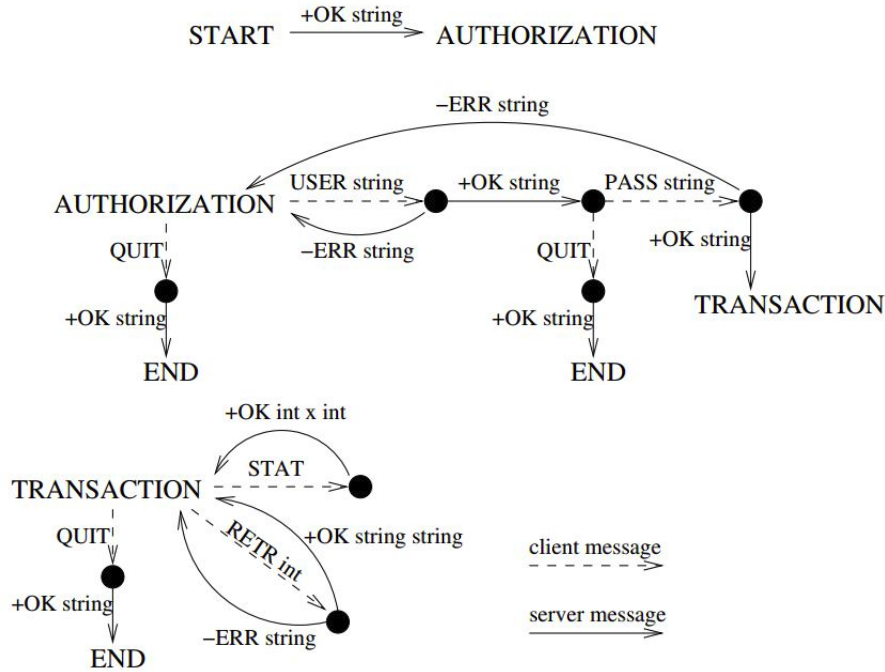 +OK string
START AUTHORIZATION
–ERR string
USER string +OK string PASS string
AUTHORIZATION
–ERR string
QUIT QUIT +OK string
+OK string +OK string TRANSACTION
END END
+OK int x int
STAT
TRANSACTION
QUIT RETR int +OK string string
client message
+OK string
–ERR string server message
END